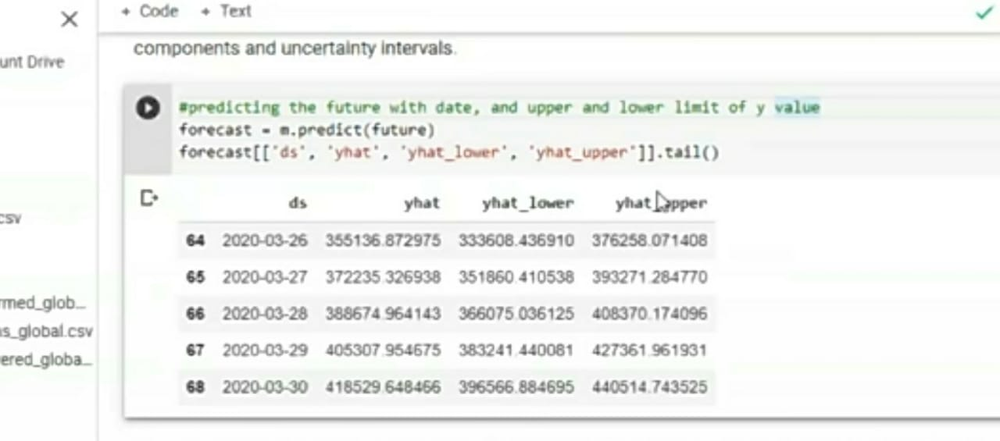 + Code + Text
unt Drive
components and uncertainty intervals.
#predicting the future with date, and upper and lower limit of y value
forecast = m.predict(future)
forecast[['ds', 'yhat', 'yhat_lower', 'yhat_upper']].tail()
csv
ds yhat yhat_lower yhat_upper
64 2020-03-26 355136.872975 333608.436910 376258.071408
65 2020-03-27 372235.326938 351860.410538 393271.284770
66 2020-03-28 388674.964143 366075.036125 408370.174096
rmed_glob...
ns_global.csv
67 2020-03-29 405307.954675 383241.440081 427361.961931
ered_globa...
68 2020-03-30 418529.648466 396566.884695 440514.743525